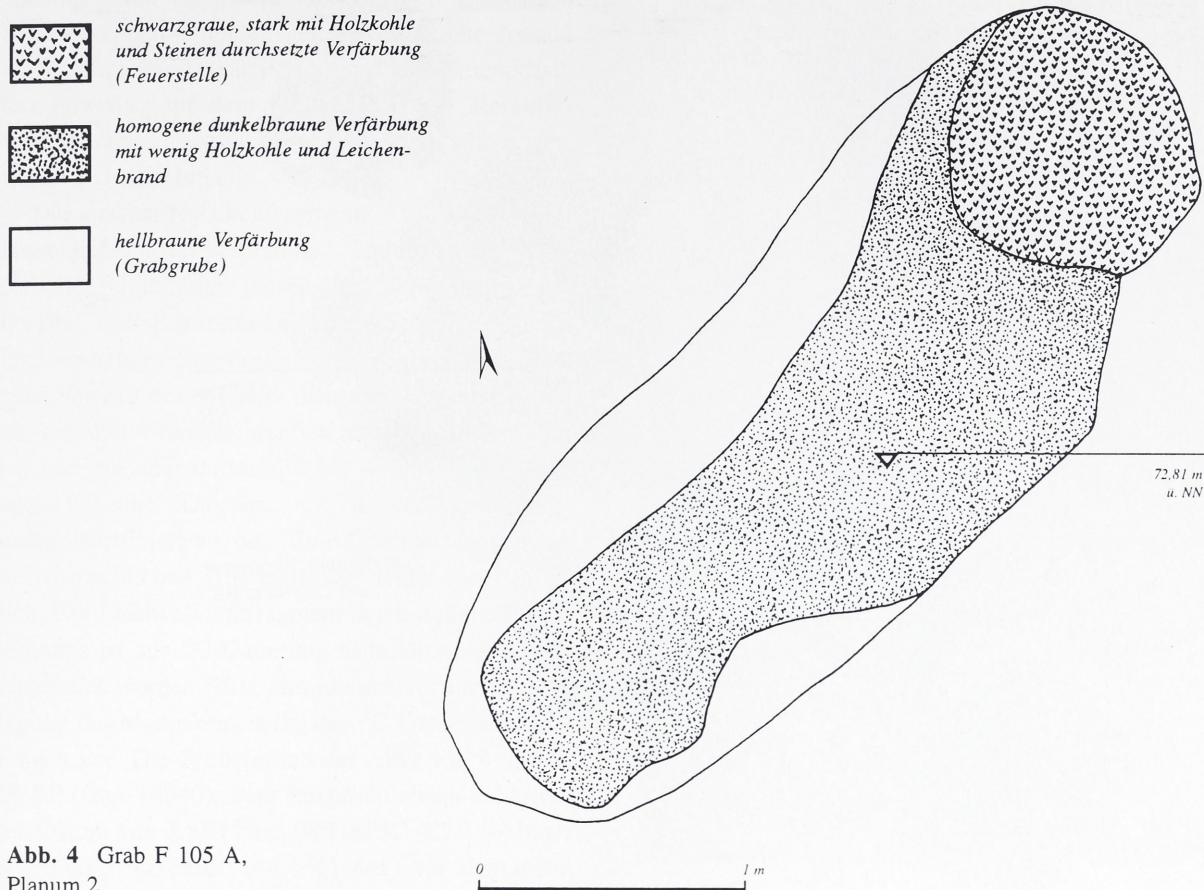 schwarzgraue, stark mit Holzkohle
und Steinen durchsetzte Verfärbung
(Feuerstelle)
homogene dunkelbraune Verfärbung
mit wenig Holzkohle und Leichen-
brand
hellbraune Verfärbung
(Grabgrube)
72,81 m
ü. NN
Abb. 4 Grab F 105 A,
Planum 2
0 1 m